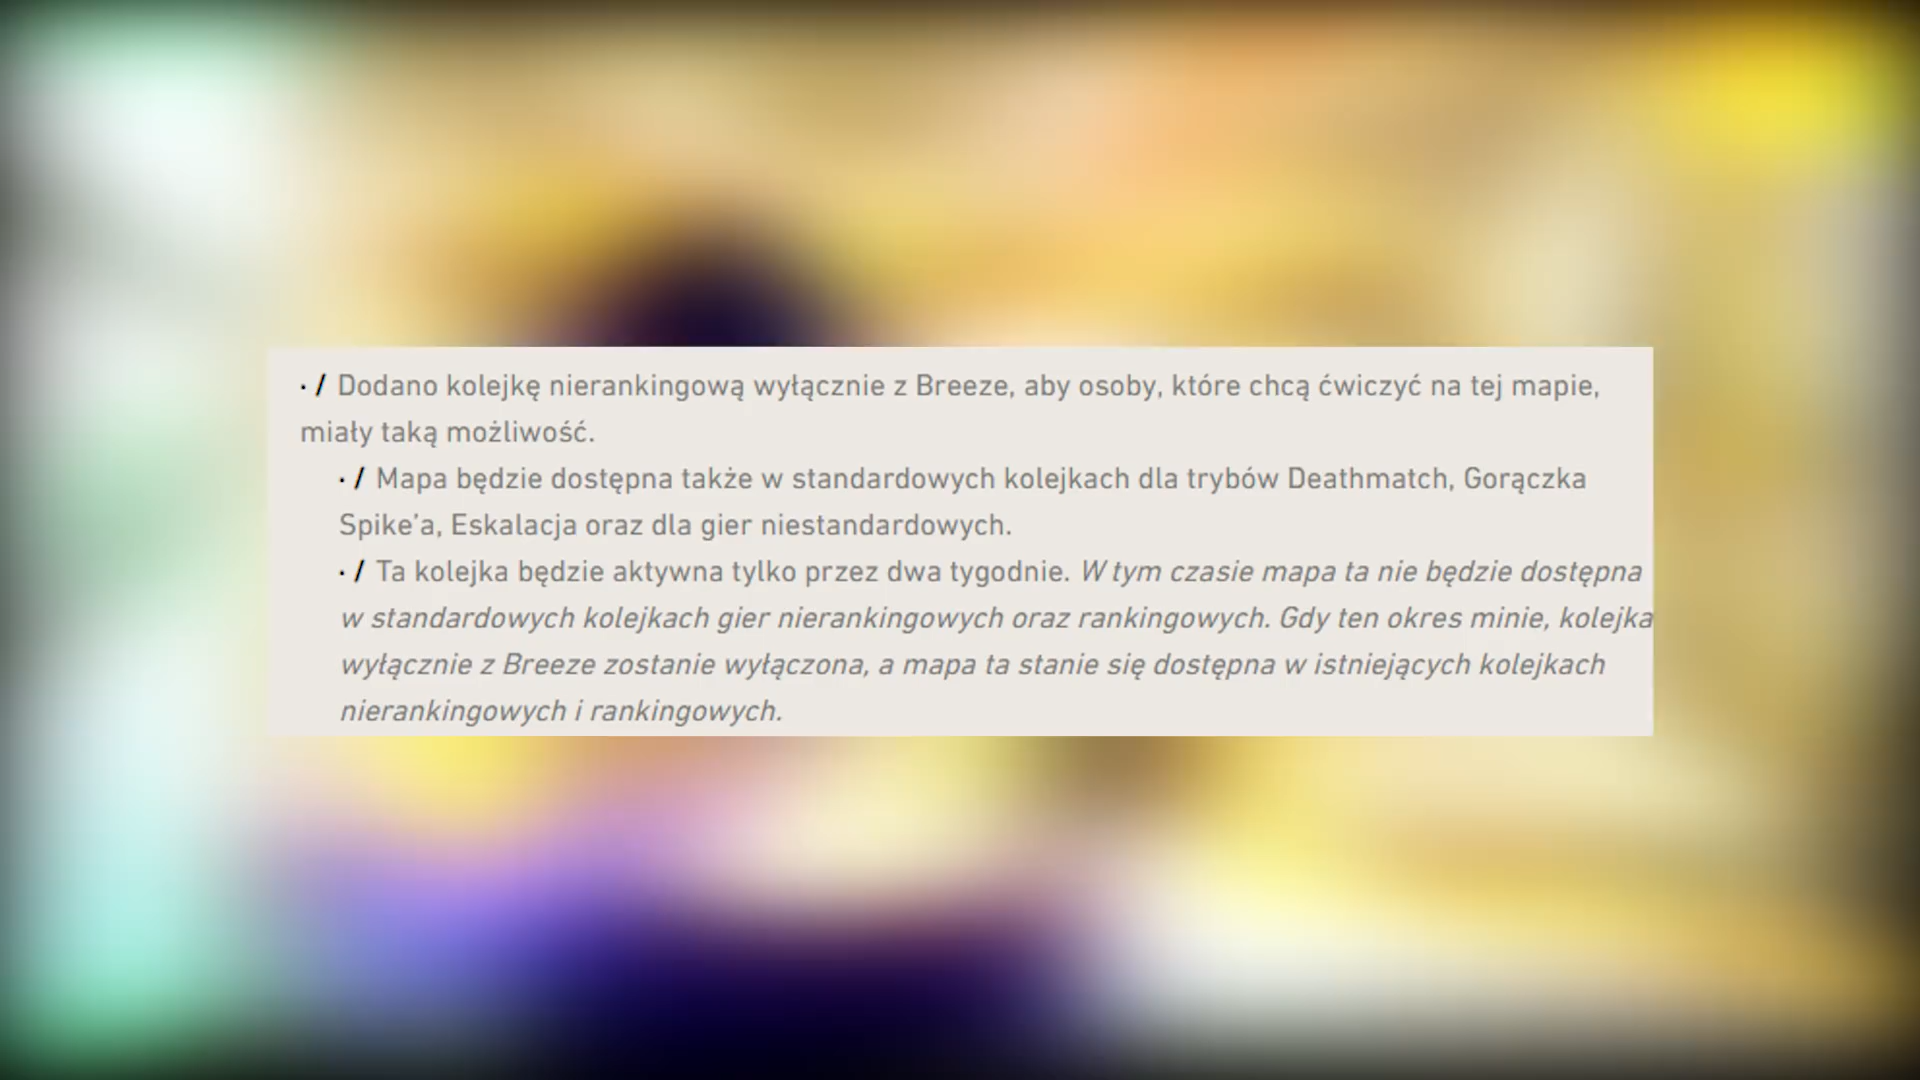 · / Dodano kolejkę nierankingową wyłącznie z Breeze, aby osoby, które chcą ćwiczyć na tej mapie,
miały taką możliwość.
· / Mapa będzie dostępna także w standardowych kolejkach dla trybów Deathmatch, Gorączka
Spike’a, Eskalacja oraz dla gier niestandardowych.
· / Ta kolejka będzie aktywna tylko przez dwa tygodnie. W tym czasie mapa ta nie będzie dostępna
w standardowych kolejkach gier nierankingowych oraz rankingowych. Gdy ten okres minie, kolejka
wyłącznie z Breeze zostanie wyłączona, a mapa ta stanie się dostępna w istniejących kolejkach
nierankingowych i rankingowych.